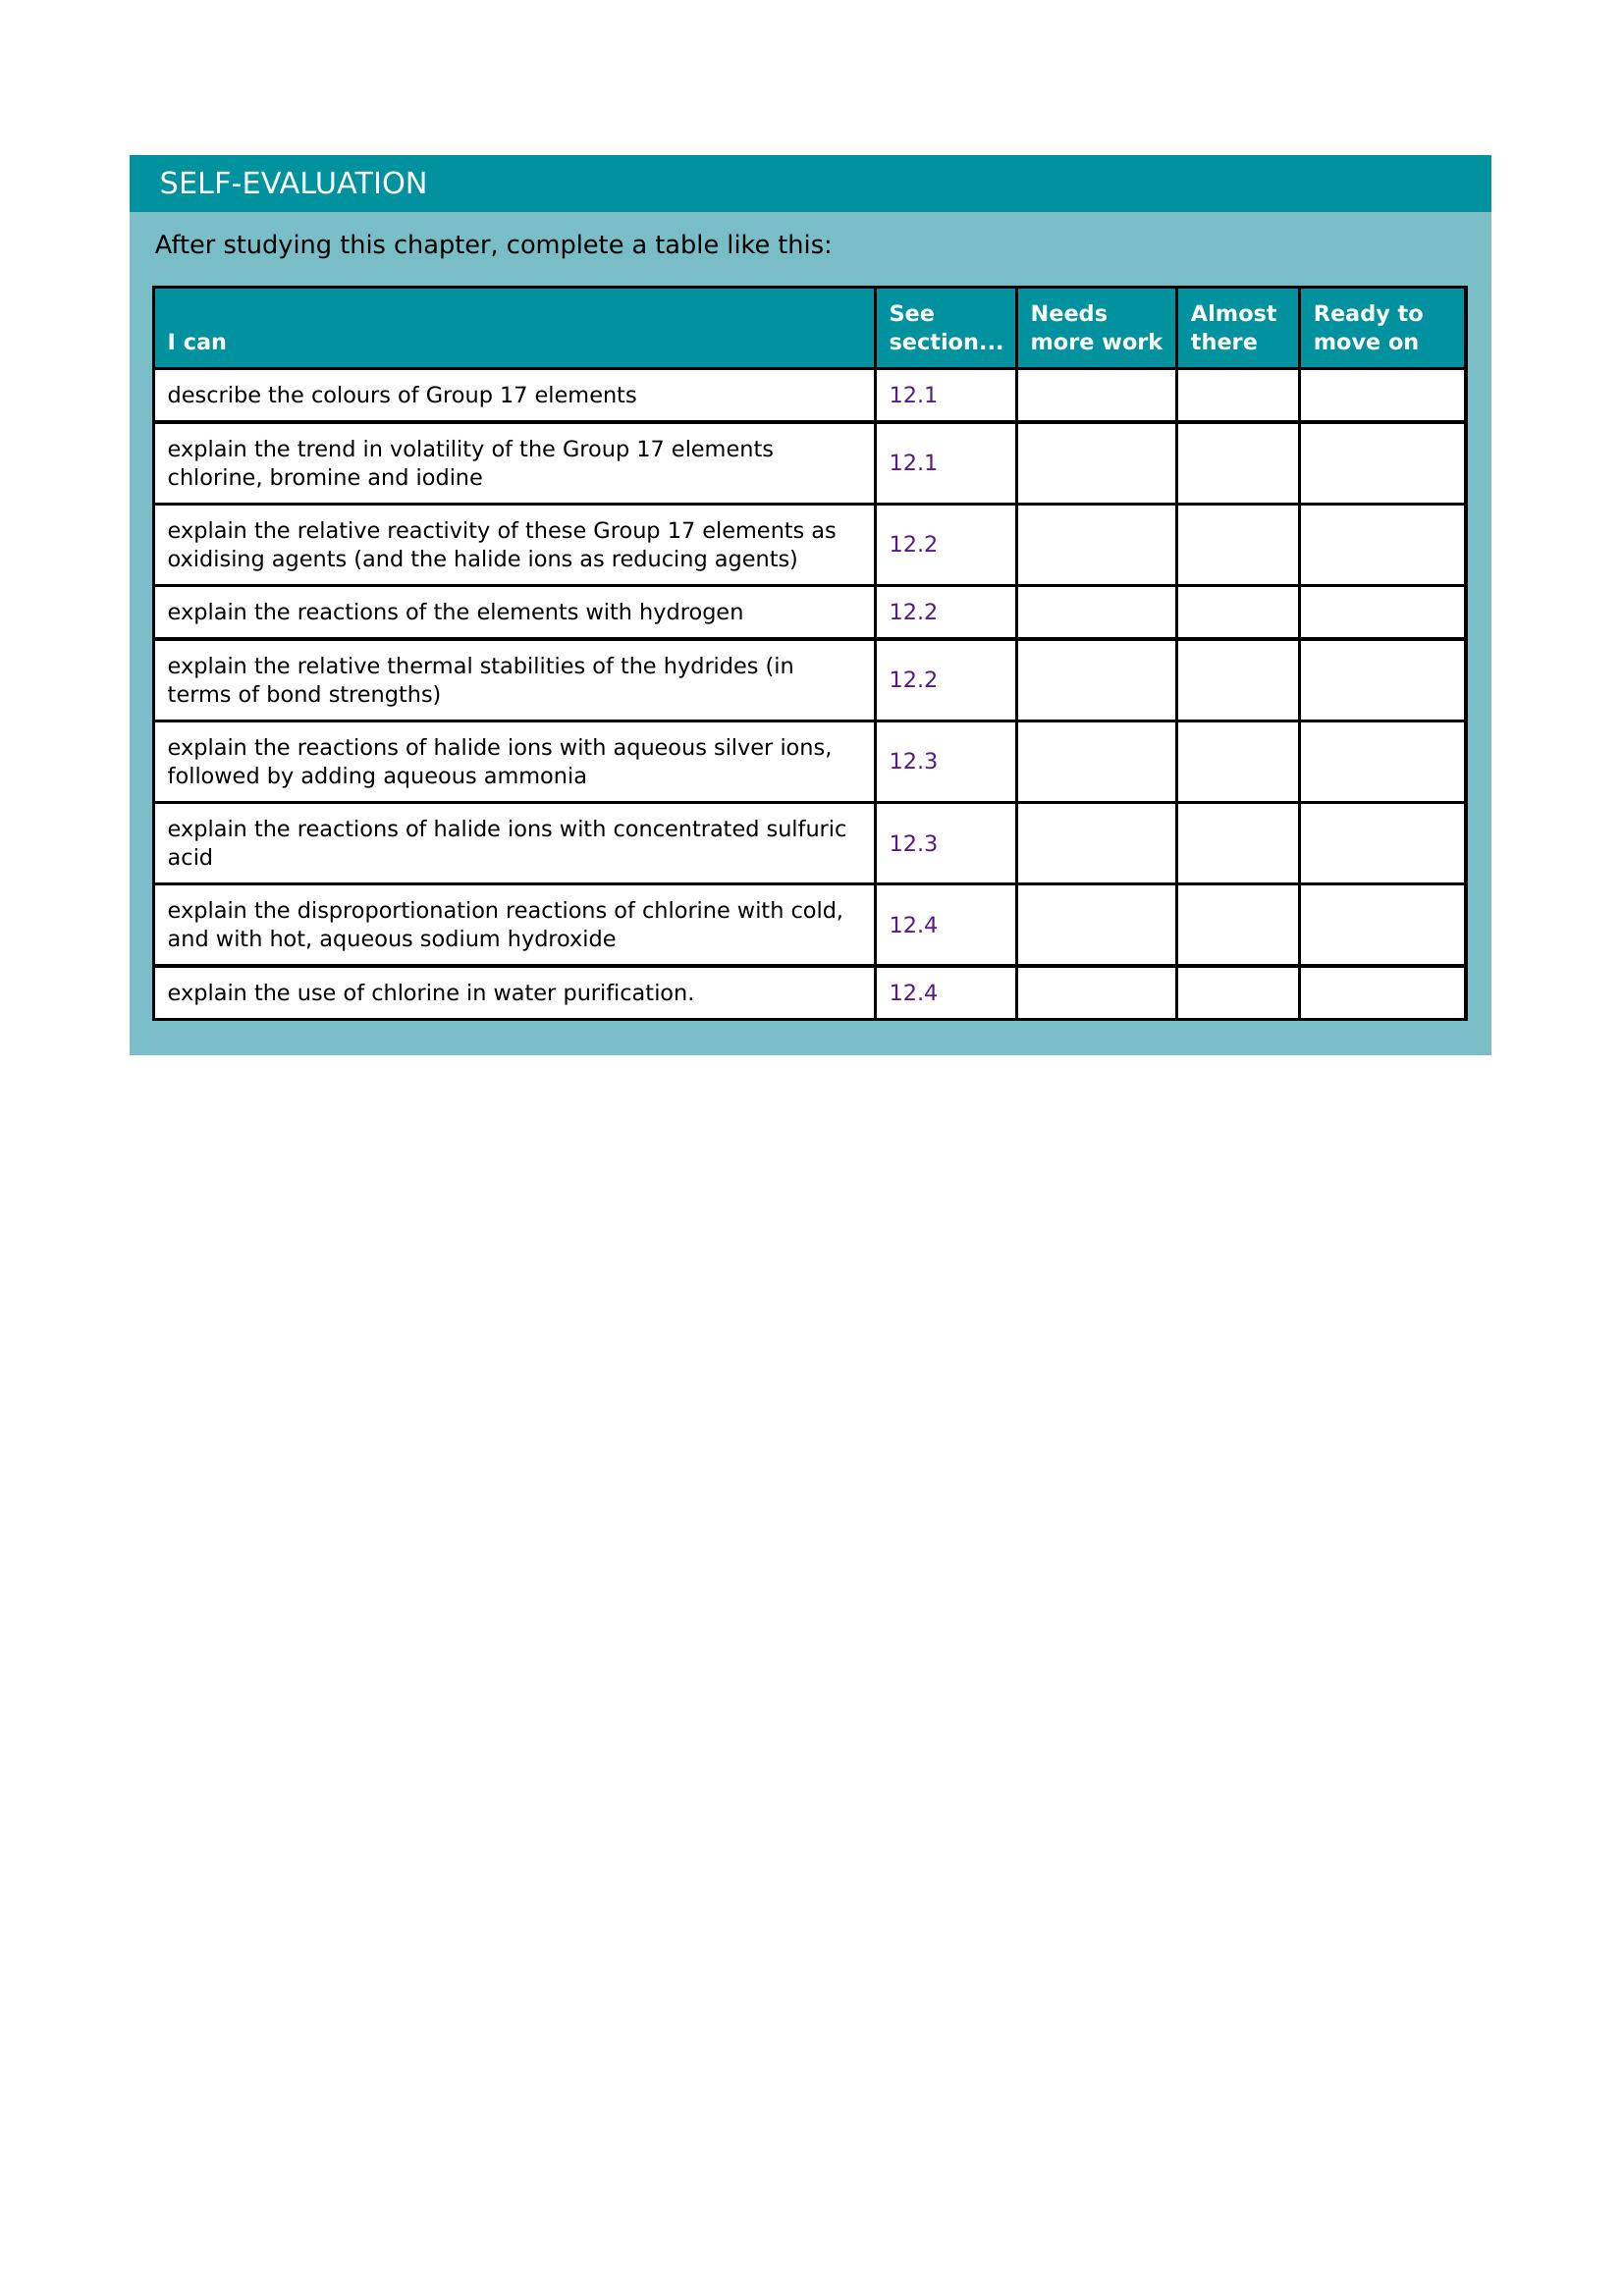 SELF-EVALUATION
After studying this chapter, complete a table like this:
I can
See
section...
Needs
more work
Almost
there
Ready to
move on
describe the colours of Group 17 elements
12.1
explain the trend in volatility of the Group 17 elements
chlorine, bromine and iodine
12.1
explain the relative reactivity of these Group 17 elements as
oxidising agents (and the halide ions as reducing agents)
12.2
explain the reactions of the elements with hydrogen
12.2
explain the relative thermal stabilities of the hydrides (in
terms of bond strengths)
12.2
explain the reactions of halide ions with aqueous silver ions,
followed by adding aqueous ammonia
12.3
explain the reactions of halide ions with concentrated sulfuric
acid
12.3
explain the disproportionation reactions of chlorine with cold,
and with hot, aqueous sodium hydroxide
12.4
explain the use of chlorine in water purification.
12.4